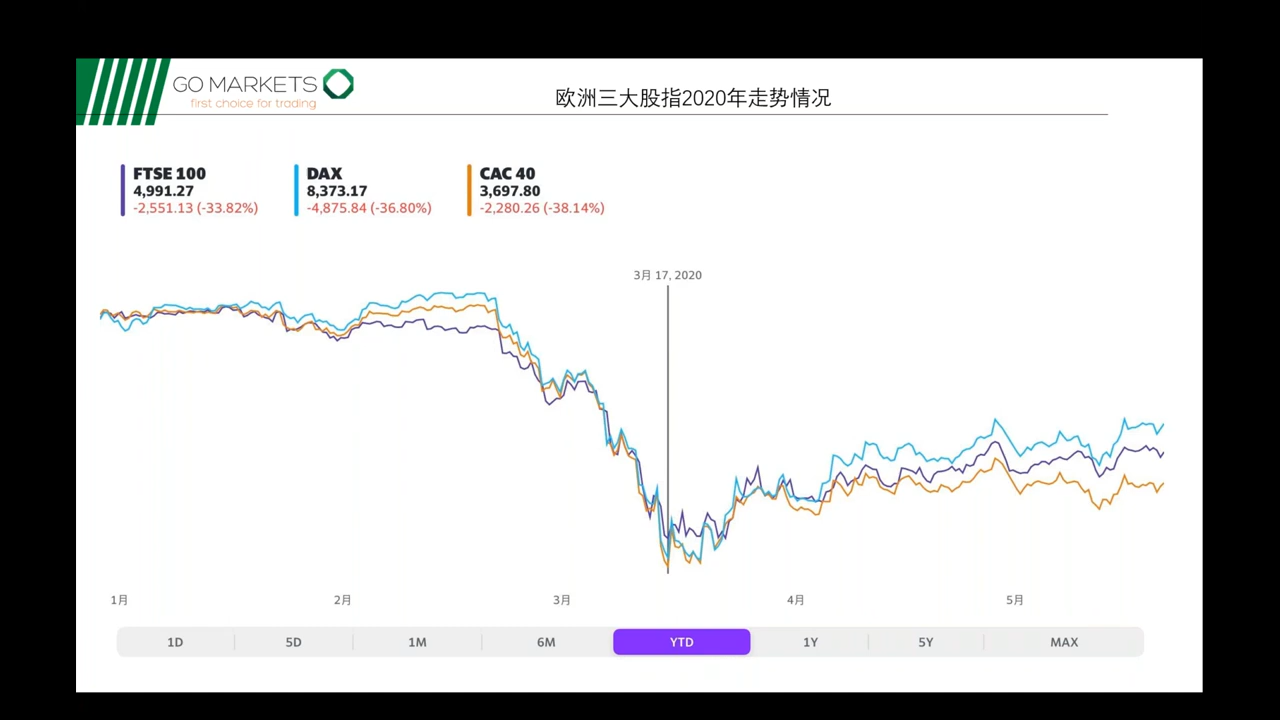 GO MARKETS
first choice for trading
欧洲三大股指2020年走势情况
FTSE 100
4,991.27
-2,551.13 (-33.82%)
DAX
8,373.17
-4,875.84 (-36.80%)
CAC 40
3,697.80
-2,280.26 (-38.14%)
3月 17, 2020
1月 2月 3月 4月 5月
1D 5D 1M 6M YTD 1Y 5Y MAX